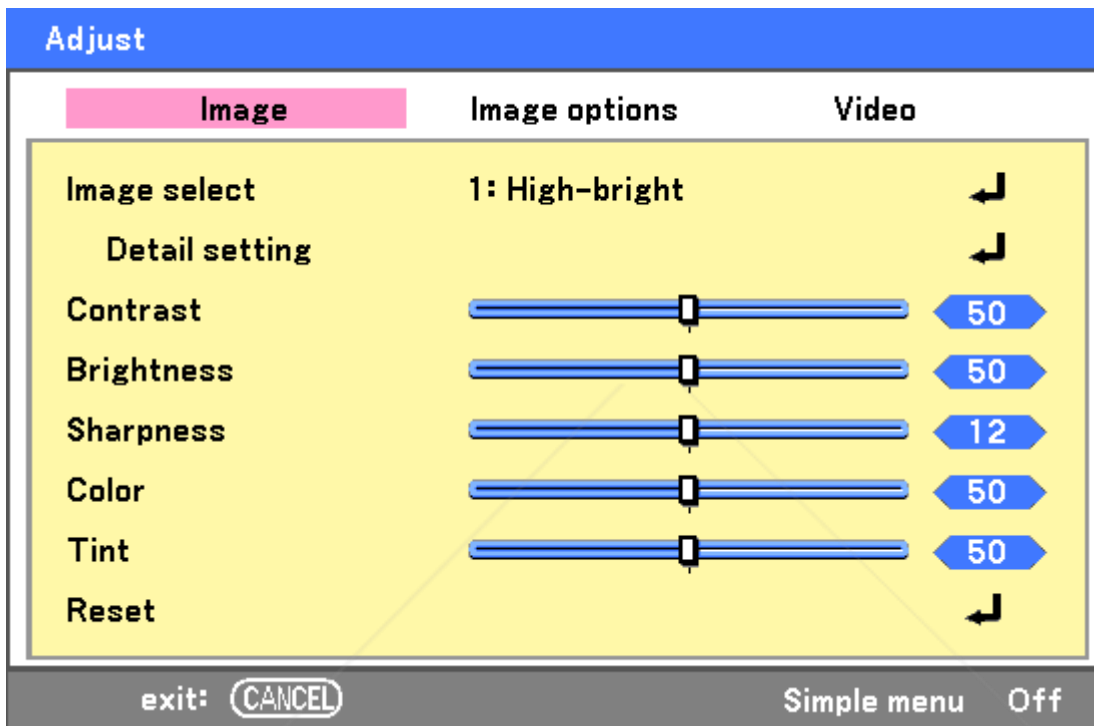 Adjust
Image Image options Video
Image select 1: High-bright
Detail setting
Contrast 50
Brightness 50
Sharpness 12
Color 50
Tint 50
Reset
exit: CANCEL Simple menu Off